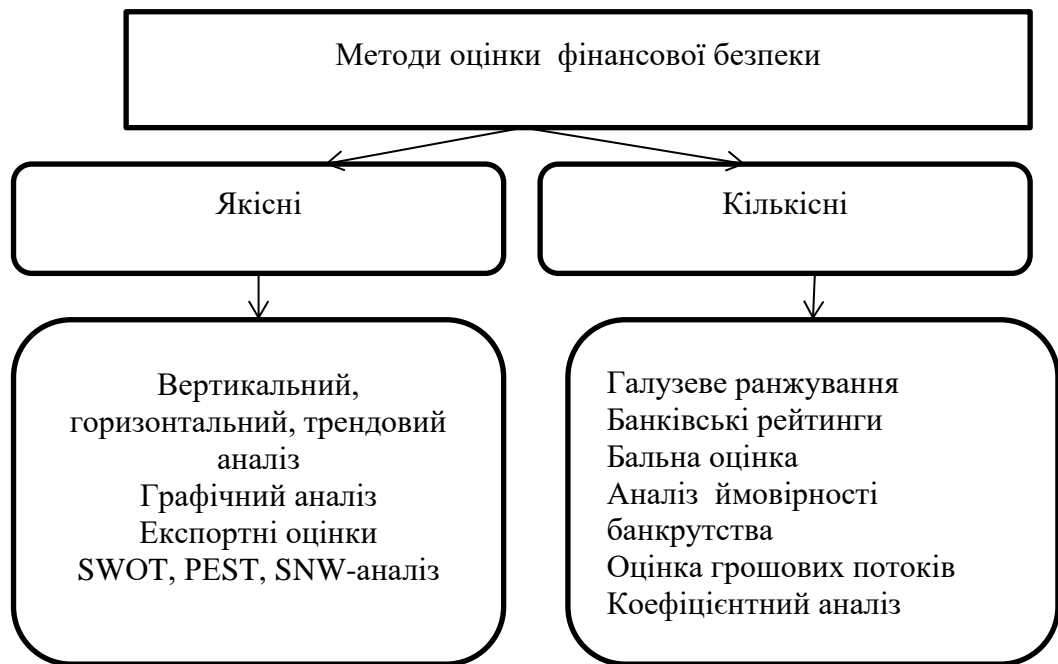 Методи оцінки фінансової безпеки
Якісні
Кількісні
Вертикальний,
горизонтальний, трендовий
аналіз
Графічний аналіз
Експортні оцінки
SWOT, PEST, SNW-аналіз
Галузеве ранжування
Банківські рейтинги
Бальна оцінка
Аналіз ймовірності
банкрутства
Оцінка грошових потоків
Коефіцієнтний аналіз